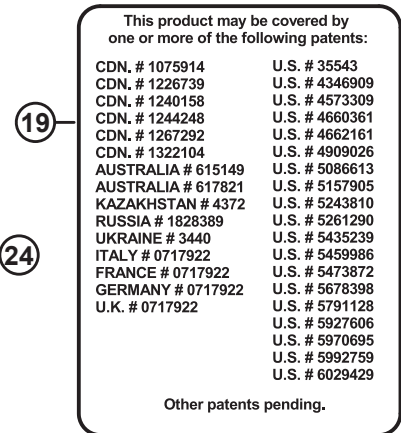 This product may be covered by
one or more of the following patents:
CDN. # 1075914
CDN. # 1226739
CDN. # 1240158
CDN. # 1244248
CDN. # 1267292
CDN. # 1322104
AUSTRALIA # 615149
AUSTRALIA # 617821
KAZAKHSTAN # 4372
RUSSIA # 1828389
UKRAINE # 3440
ITALY # 0717922
FRANCE # 0717922
GERMANY # 0717922
U.K. # 0717922
U.S. # 35543
U.S. # 4346909
U.S. # 4573309
U.S. # 4660361
U.S. # 4662161
U.S. # 4909026
U.S. # 5086613
U.S. # 5157905
U.S. # 5243810
U.S. # 5261290
U.S. # 5435239
U.S. # 5459986
U.S. # 5473872
U.S. # 5678398
U.S. # 5791128
U.S. # 5927606
U.S. # 5970695
U.S. # 5992759
U.S. # 6029429
Other patents pending.
19
24